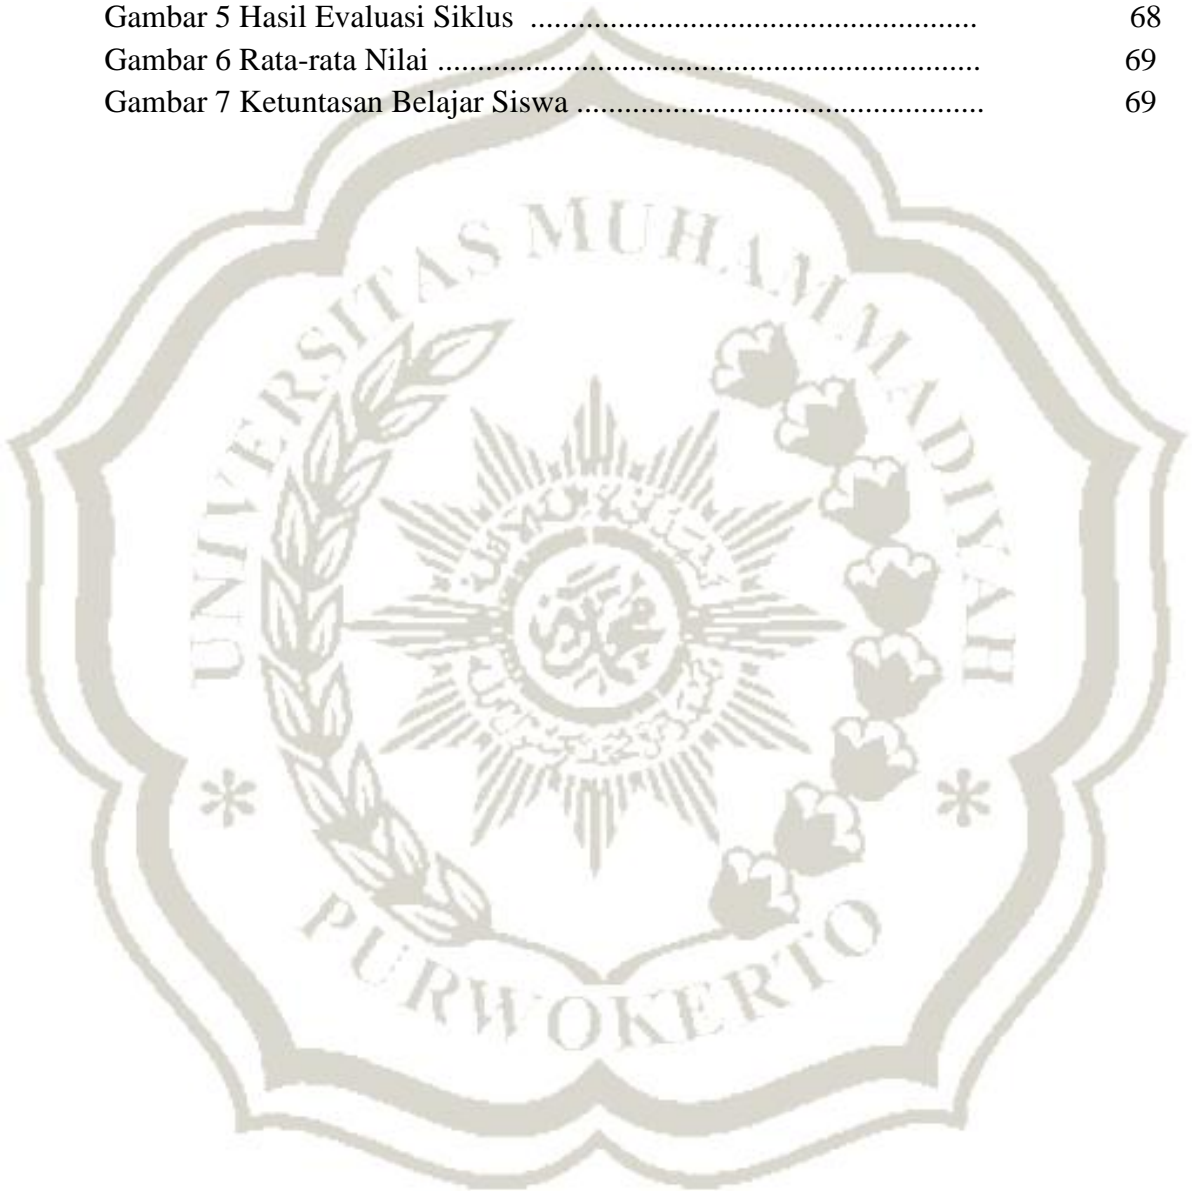 Gambar 5 Hasil Evaluasi Siklus ....................................................... 68
Gambar 6 Rata-rata Nilai ................................................................... 69
Gambar 7 Ketuntasan Belajar Siswa .................................................. 69
UNIVERSITAS MUHAMMADIYAH
PURWOKERTO